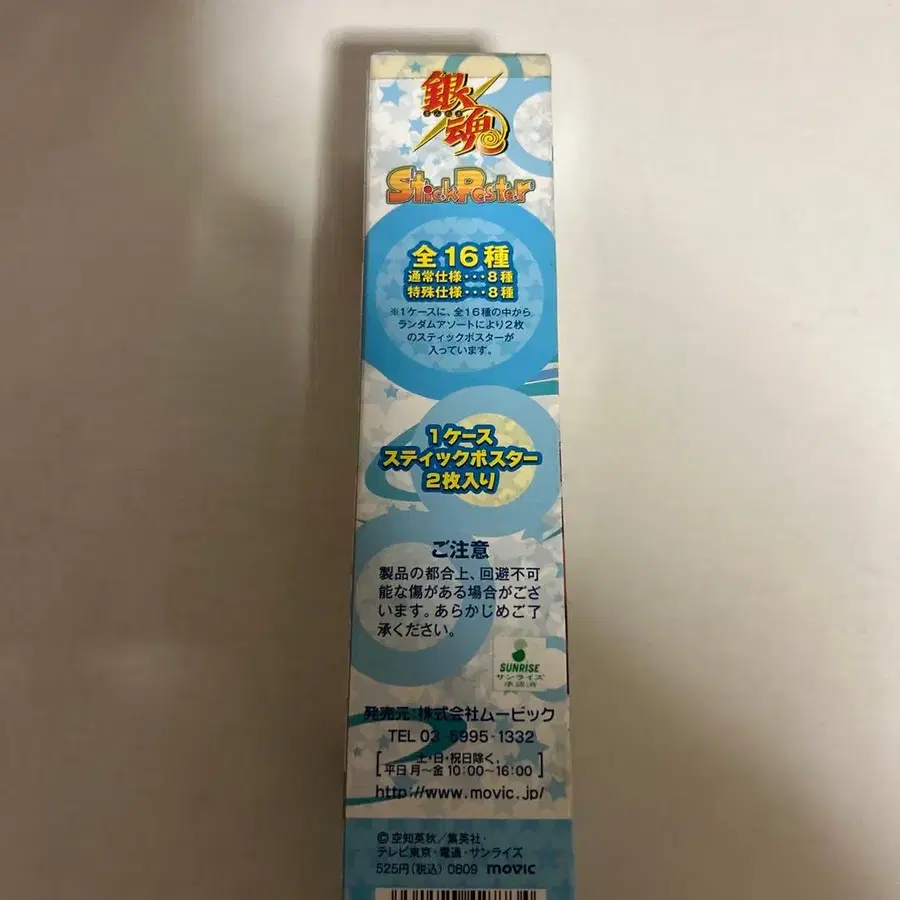 銀魂
StickPoster
全16種
通常仕様・・・8種
特殊仕様・・・8種
※1ケースに、全16種の中から
ランダムアソートにより2枚
のスティックポスターが
入っています。
1ケース
スティックポスター
2枚入り
ご注意
製品の都合上、回避不可
能な傷がある場合がござ
います。あらかじめご了
承ください。
SUNRISE
サンライズ
承認済
発売元:株式会社ムービック
TEL 03-5995-1332
土・日・祝日除く、
平日 月〜金 10:00〜16:00
http://www.movic.jp/
©空知英秋/集英社・
テレビ東京・電通・サンライズ
525円(税込) 0809 movic